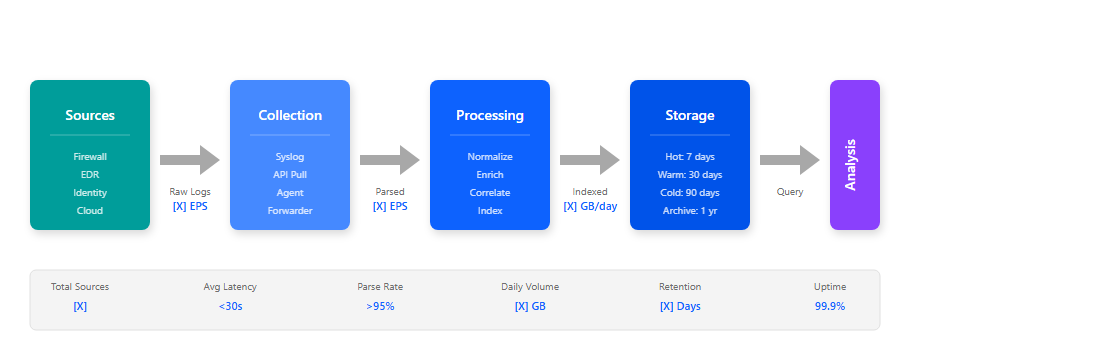 Sources
Firewall
EDR
Identity
Cloud
Raw Logs
[X] EPS
Collection
Syslog
API Pull
Agent
Forwarder
Parsed
[X] EPS
Processing
Normalize
Enrich
Correlate
Index
Indexed
[X] GB/day
Storage
Hot: 7 days
Warm: 30 days
Cold: 90 days
Archive: 1 yr
Query
Analysis
Total Sources
[X]
Avg Latency
<30s
Parse Rate
>95%
Daily Volume
[X] GB
Retention
[X] Days
Uptime
99.9%